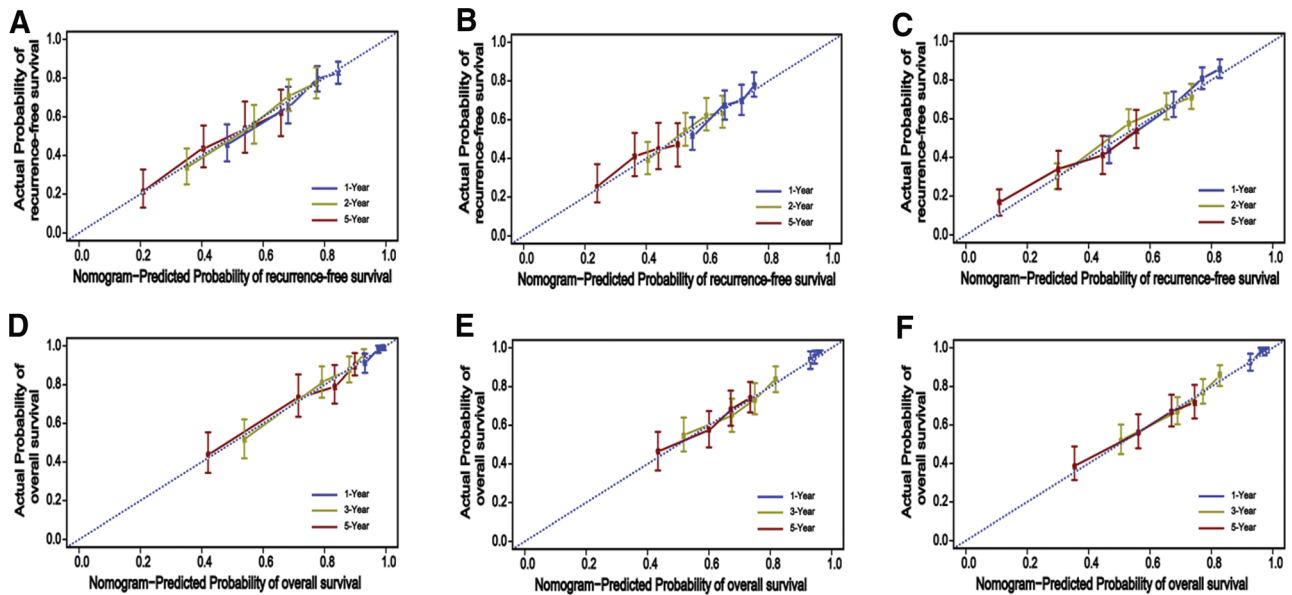 A
Actual Probability of
recurrence-free survival
1.0
0.8
0.6
0.4
0.2
0.0
1-Year
2-Year
5-Year
0.0 0.2 0.4 0.6 0.8 1.0
Nomogram–Predicted Probability of recurrence-free survival
B
Actual Probability of
recurrence-free survival
1.0
0.8
0.6
0.4
0.2
0.0
1-Year
2-Year
5-Year
0.0 0.2 0.4 0.6 0.8 1.0
Nomogram–Predicted Probability of recurrence-free survival
C
Actual Probability of
recurrence-free survival
1.0
0.8
0.6
0.4
0.2
0.0
1-Year
2-Year
5-Year
0.0 0.2 0.4 0.6 0.8 1.0
Nomogram–Predicted Probability of recurrence-free survival
D
Actual Probability of
overall survival
1.0
0.8
0.6
0.4
0.2
0.0
1-Year
3-Year
5-Year
0.0 0.2 0.4 0.6 0.8 1.0
Nomogram–Predicted Probability of overall survival
E
Actual Probability of
overall survival
1.0
0.8
0.6
0.4
0.2
0.0
1-Year
3-Year
5-Year
0.0 0.2 0.4 0.6 0.8 1.0
Nomogram–Predicted Probability of overall survival
F
Actual Probability of
overall survival
1.0
0.8
0.6
0.4
0.2
0.0
1-Year
3-Year
5-Year
0.0 0.2 0.4 0.6 0.8 1.0
Nomogram–Predicted Probability of overall survival